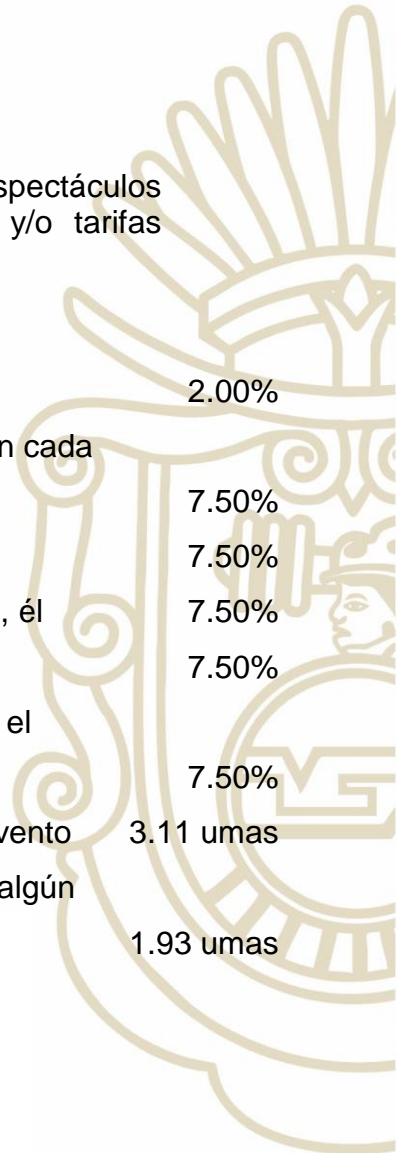 spectáculos
y/o tarifas
2.00%
n cada
7.50%
7.50%
, él 7.50%
7.50%
el
7.50%
vento 3.11 umas
algún
1.93 umas